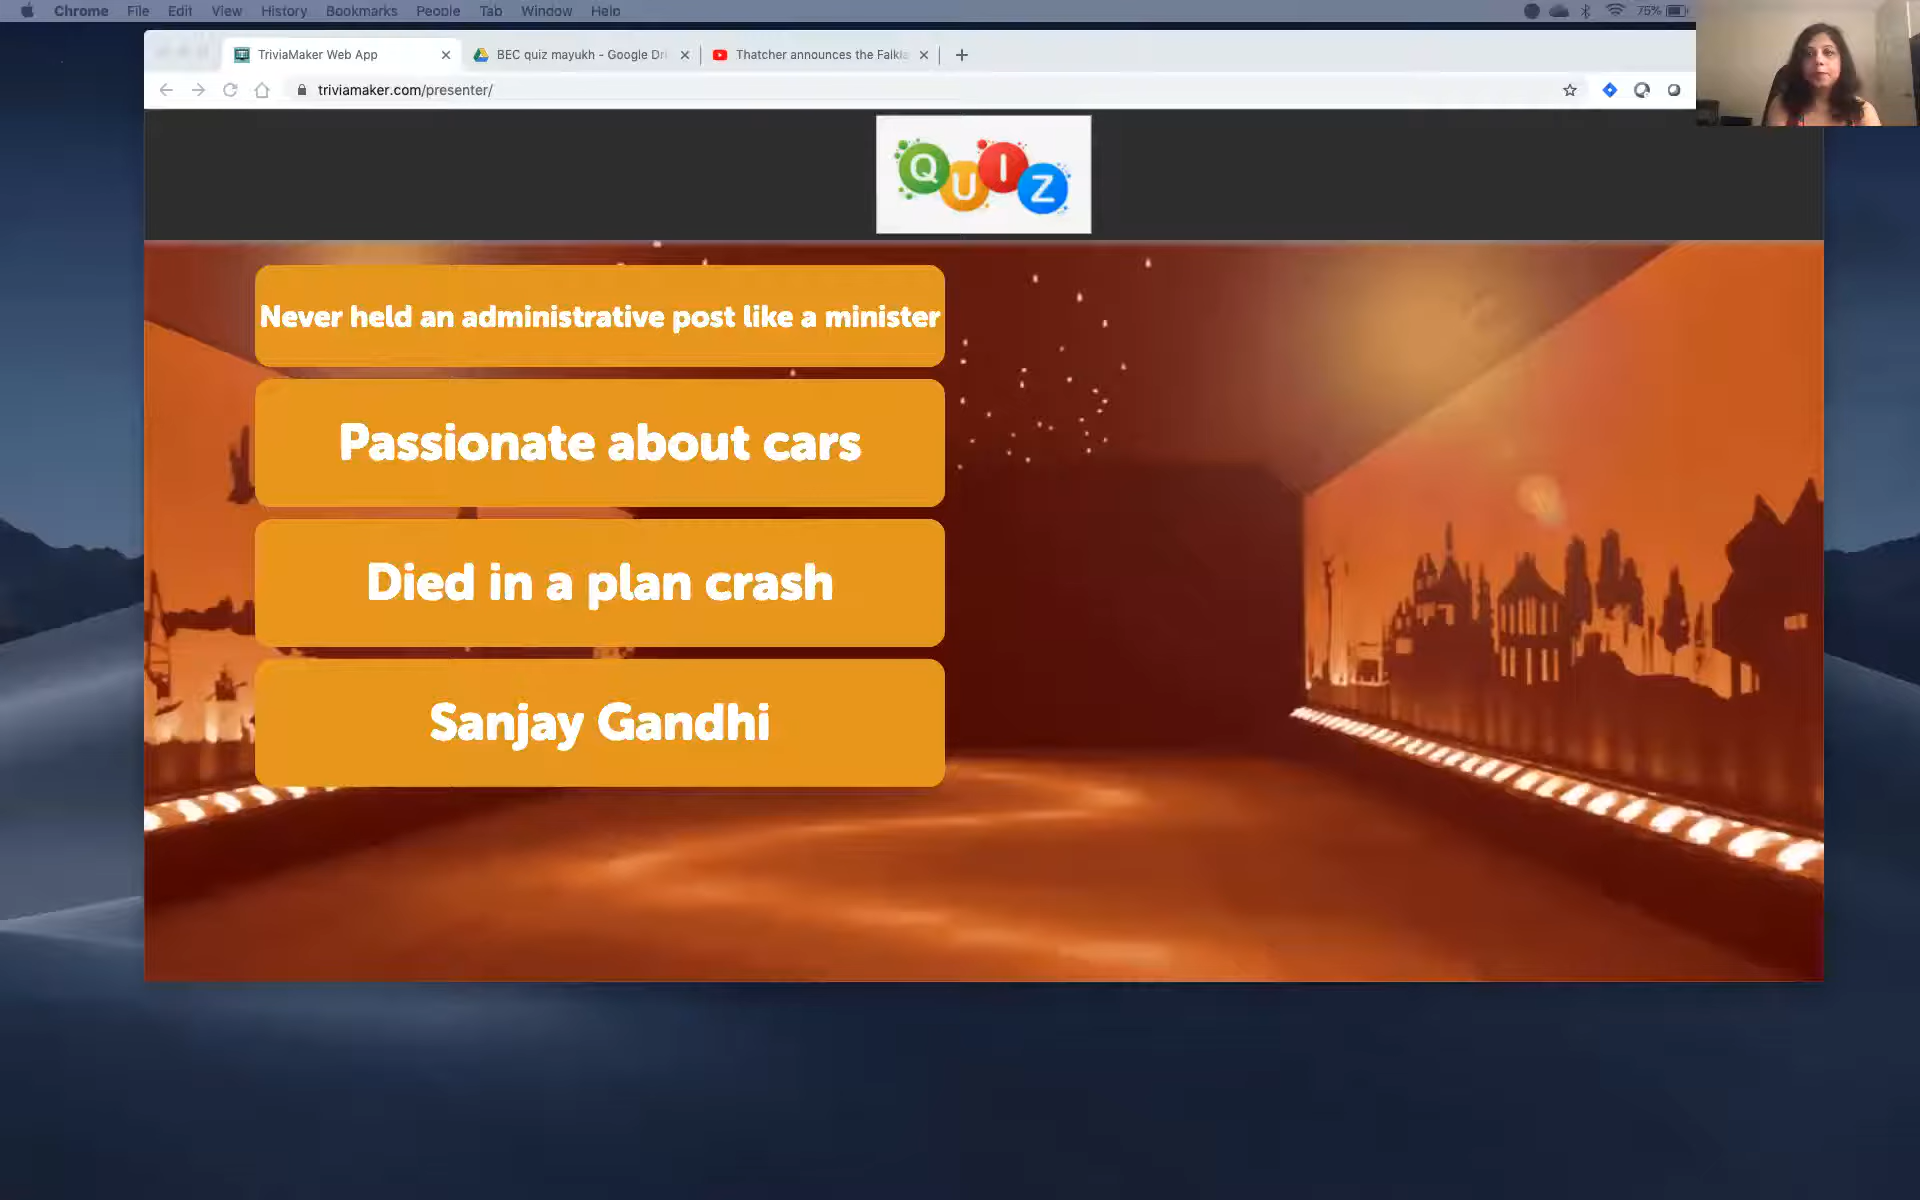 Chrome File Edit View History Bookmarks People Tab Window Help 75%
TriviaMaker Web App
BEC quiz mayukh - Google Dri
Thatcher announces the Falkla
triviamaker.com/presenter/
QUIZ
Never held an administrative post like a minister
Passionate about cars
Died in a plan crash
Sanjay Gandhi